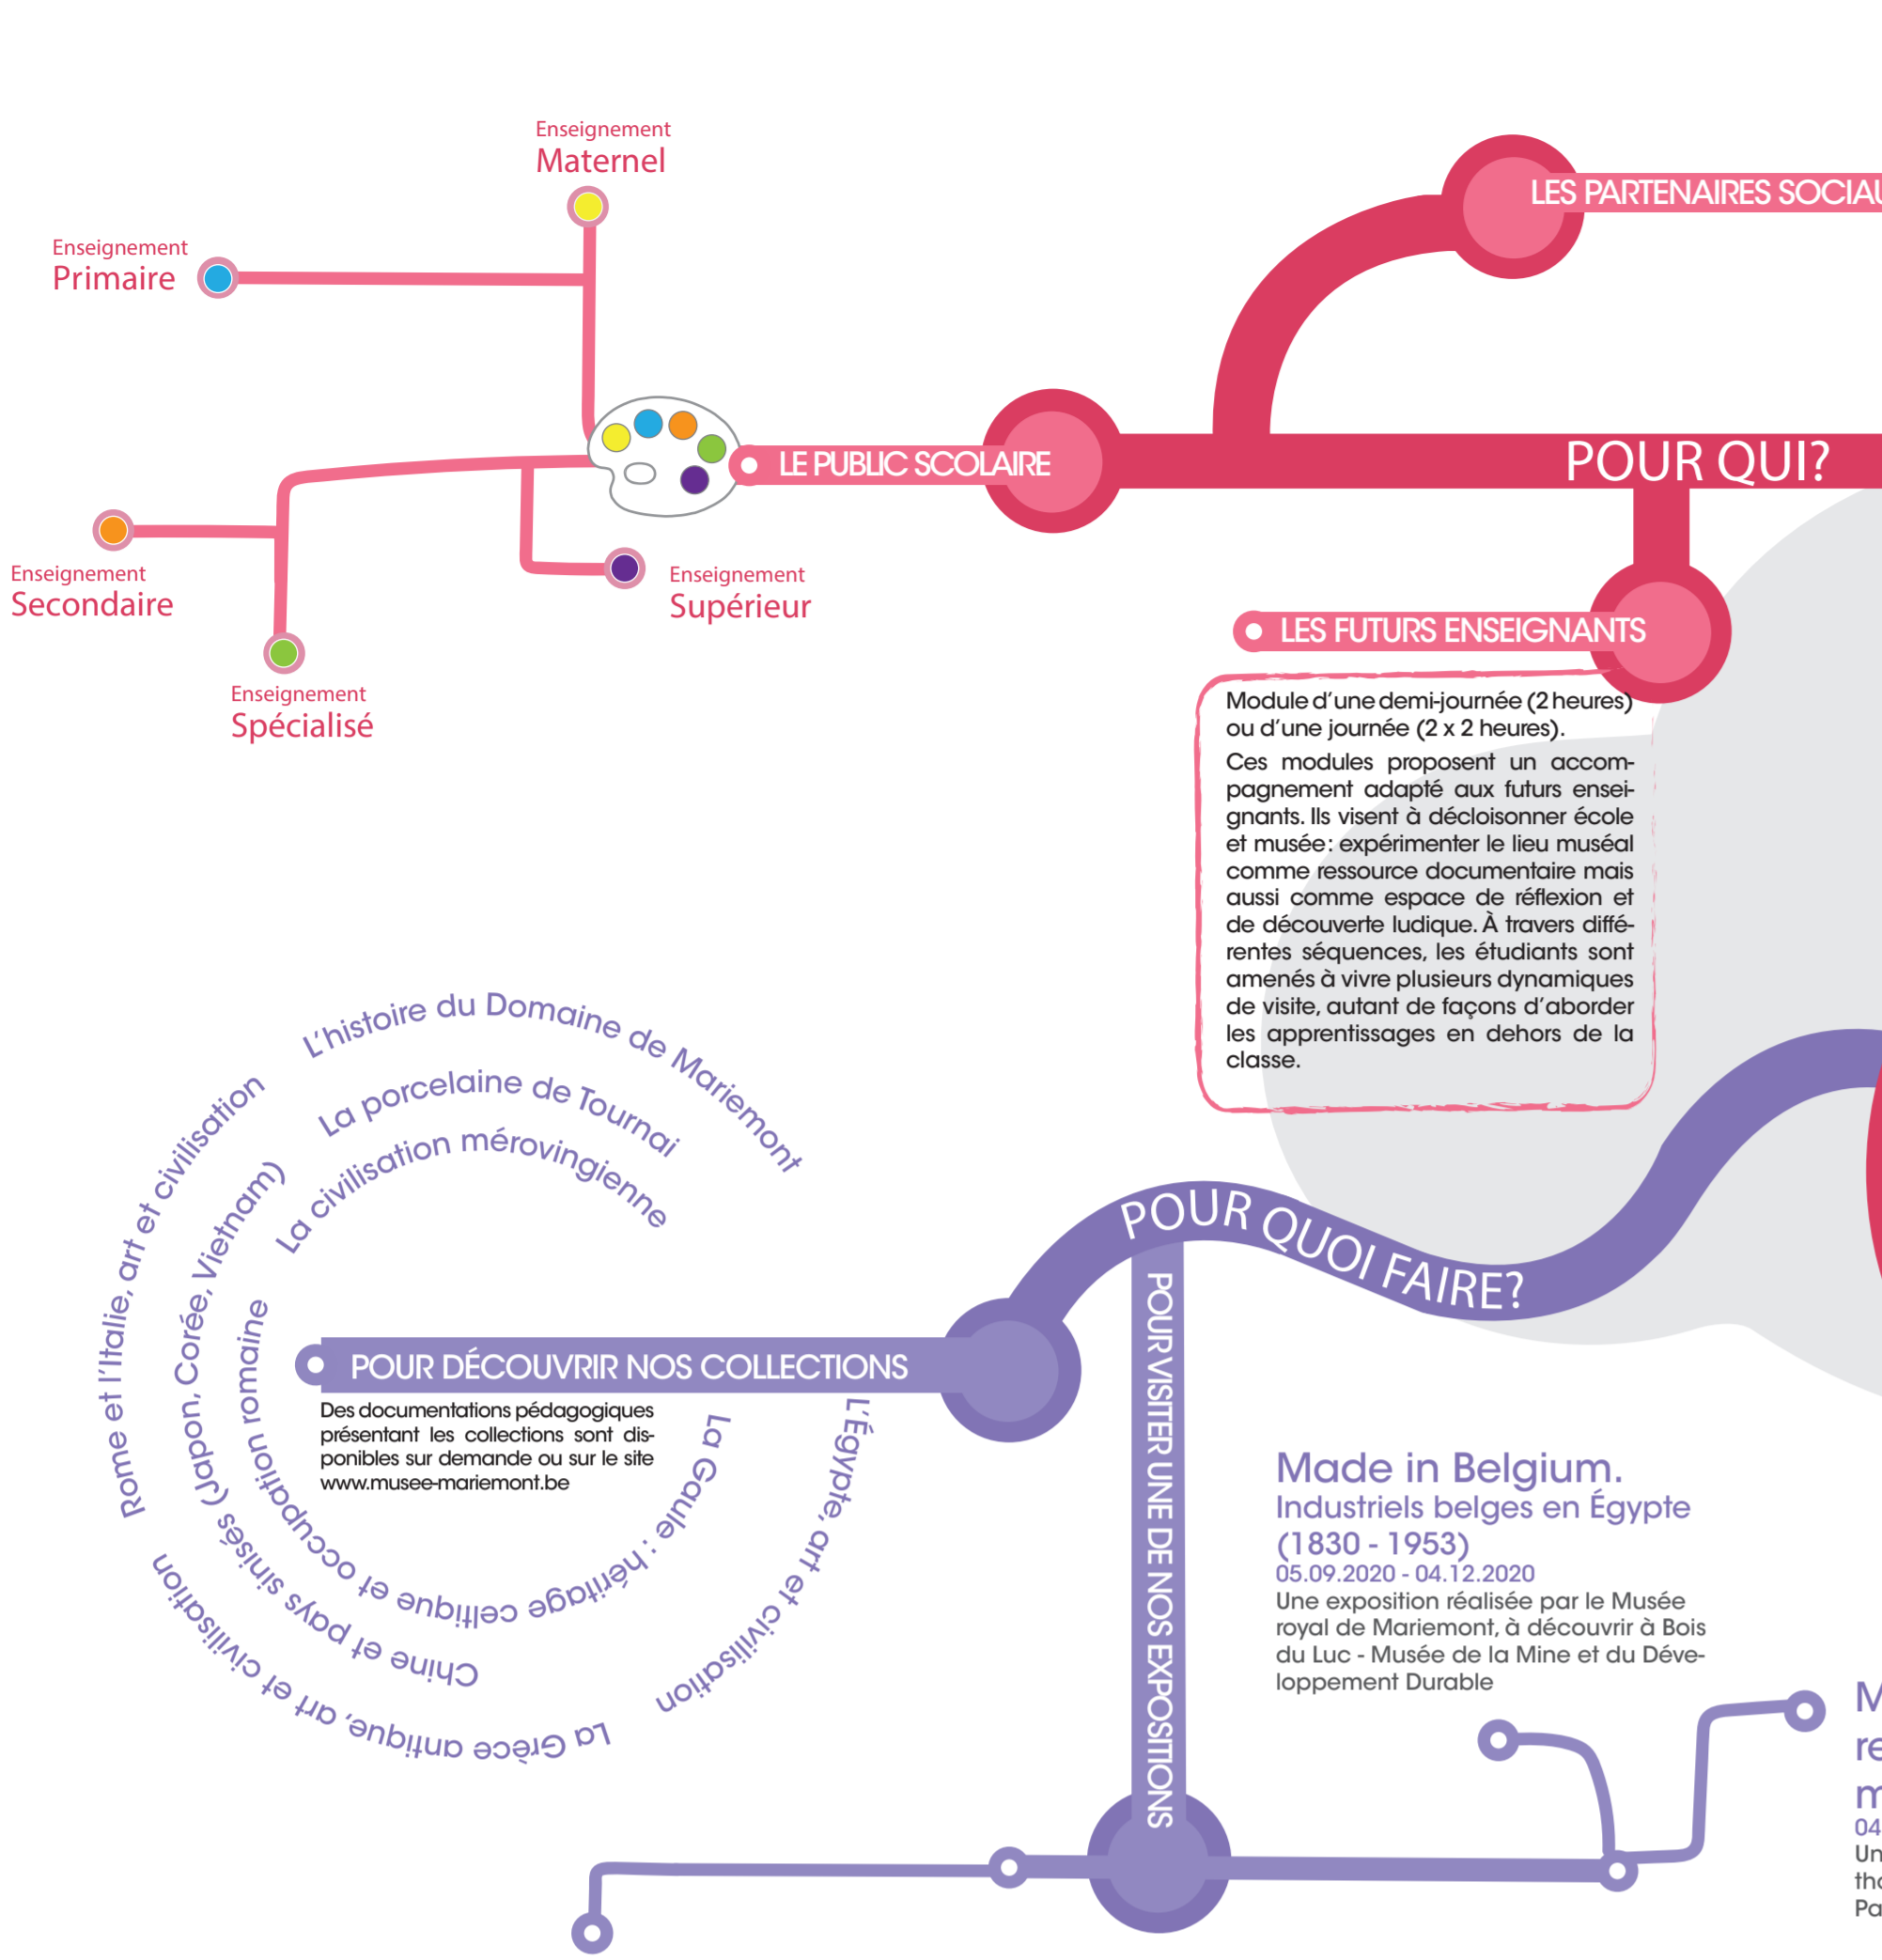 Enseignement
Maternel
Enseignement
Primaire
LES PARTENAIRES
POUR QUI?
LE PUBLIC SCOLAIRE
Enseignement
Secondaire
Enseignement
Supérieur
Enseignement
Spécialisé
LES FUTURS ENSEIGNANTS
Module d'une demi-journée (2 heures)
ou d'une journée (2 x 2 heures).
Ces modules proposent un accom-
pagnement adapté aux futurs ensei-
gnants. Ils visent à décloisonner école
et musée: expérimenter le lieu muséal
comme ressource documentaire mais
aussi comme espace de réflexion et
de découverte ludique. À travers diffé-
rentes séquences, les étudiants sont
amenés à vivre plusieurs dynamiques
de visite, autant de façons d'aborder
les apprentissages en dehors de la
classe.
L'histoire du Domaine de Mariemont
La porcelaine de Tournai
La civilisation mérovingienne
Rome et l'Italie, art et civilisation
Chine et pays sinisés (Japon, Corée, Vietnam)
La Gaule : héritage celtique et occupation romaine
L'Égypte, art et civilisation
La Grèce antique, art et civilisation
POUR QUOI FAIRE?
POUR DÉCOUVRIR NOS COLLECTIONS
Des documentations pédagogiques
présentant les collections sont dis-
ponibles sur demande ou sur le site
www.musee-mariemont.be
POUR VISITER UNE DE NOS EXPOSITIONS
Made in Belgium.
Industriels belges en Égypte
(1830 - 1953)
05.09.2020 - 04.12.2020
Une exposition réalisée par le Musée
royal de Mariemont, à découvrir à Bois
du Luc - Musée de la Mine et du Déve-
loppement Durable